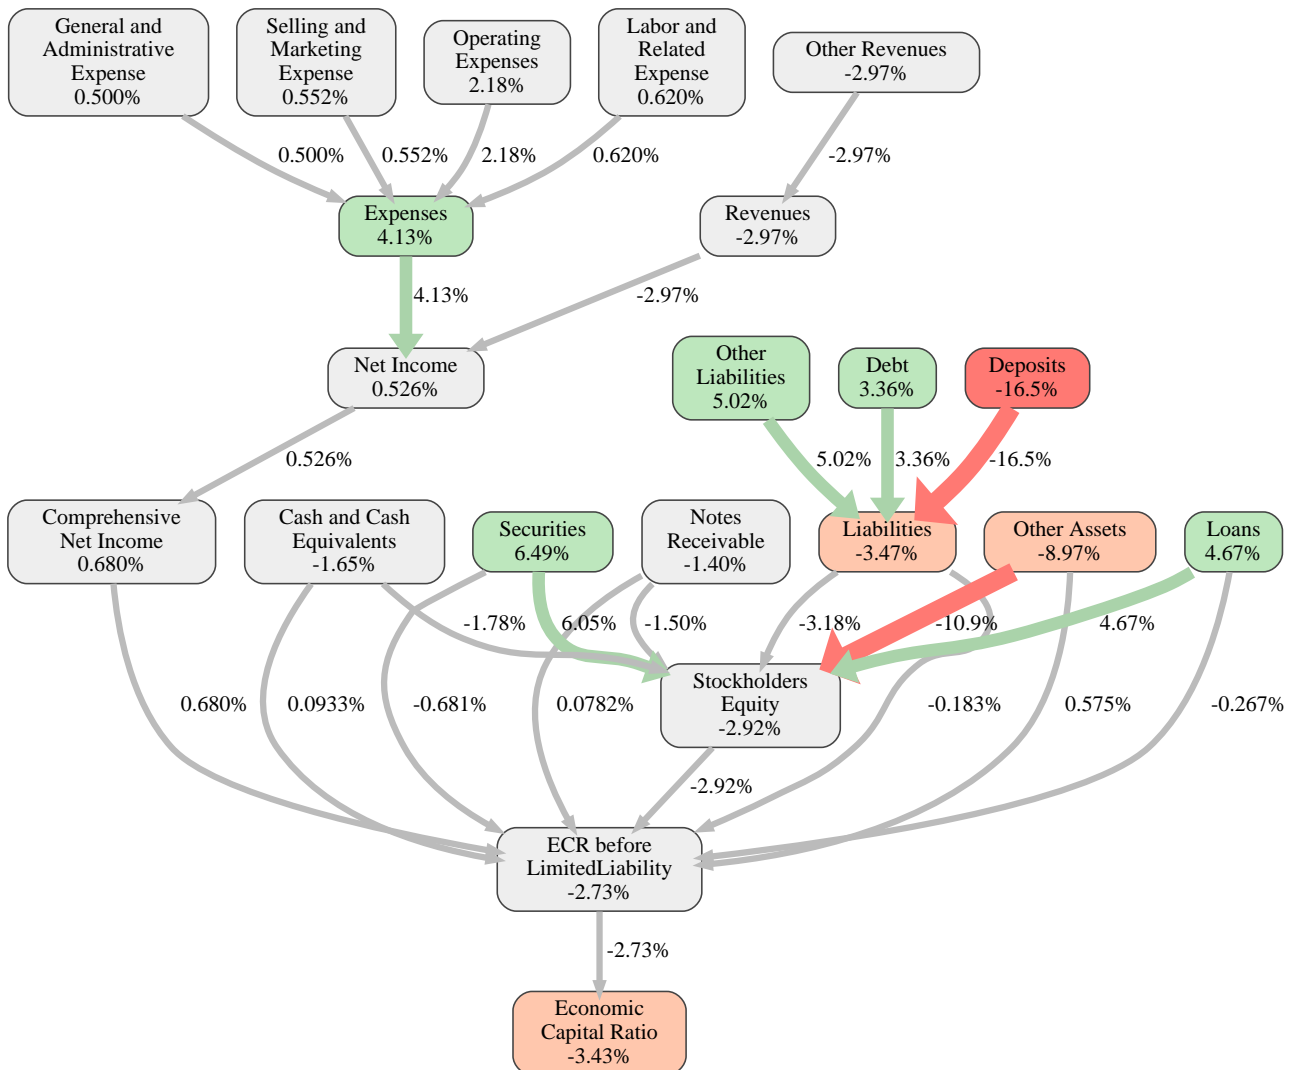 General and
Administrative
Expense
0.500%
Selling and
Marketing
Expense
0.552%
Operating
Expenses
2.18%
Labor and
Related
Expense
0.620%
Other Revenues
-2.97%
0.500%
0.552%
2.18%
0.620%
-2.97%
Expenses
4.13%
Revenues
-2.97%
4.13%
-2.97%
Net Income
0.526%
Other
Liabilities
5.02%
Debt
3.36%
Deposits
-16.5%
0.526%
5.02%
3.36%
-16.5%
Comprehensive
Net Income
0.680%
Cash and Cash
Equivalents
-1.65%
Securities
6.49%
Notes
Receivable
-1.40%
Liabilities
-3.47%
Other Assets
-8.97%
Loans
4.67%
-1.78%
6.05%
-1.50%
-3.18%
-10.9%
4.67%
Stockholders
Equity
-2.92%
0.680%
0.0933%
-0.681%
0.0782%
-0.183%
0.575%
-0.267%
-2.92%
ECR before
LimitedLiability
-2.73%
-2.73%
Economic
Capital Ratio
-3.43%